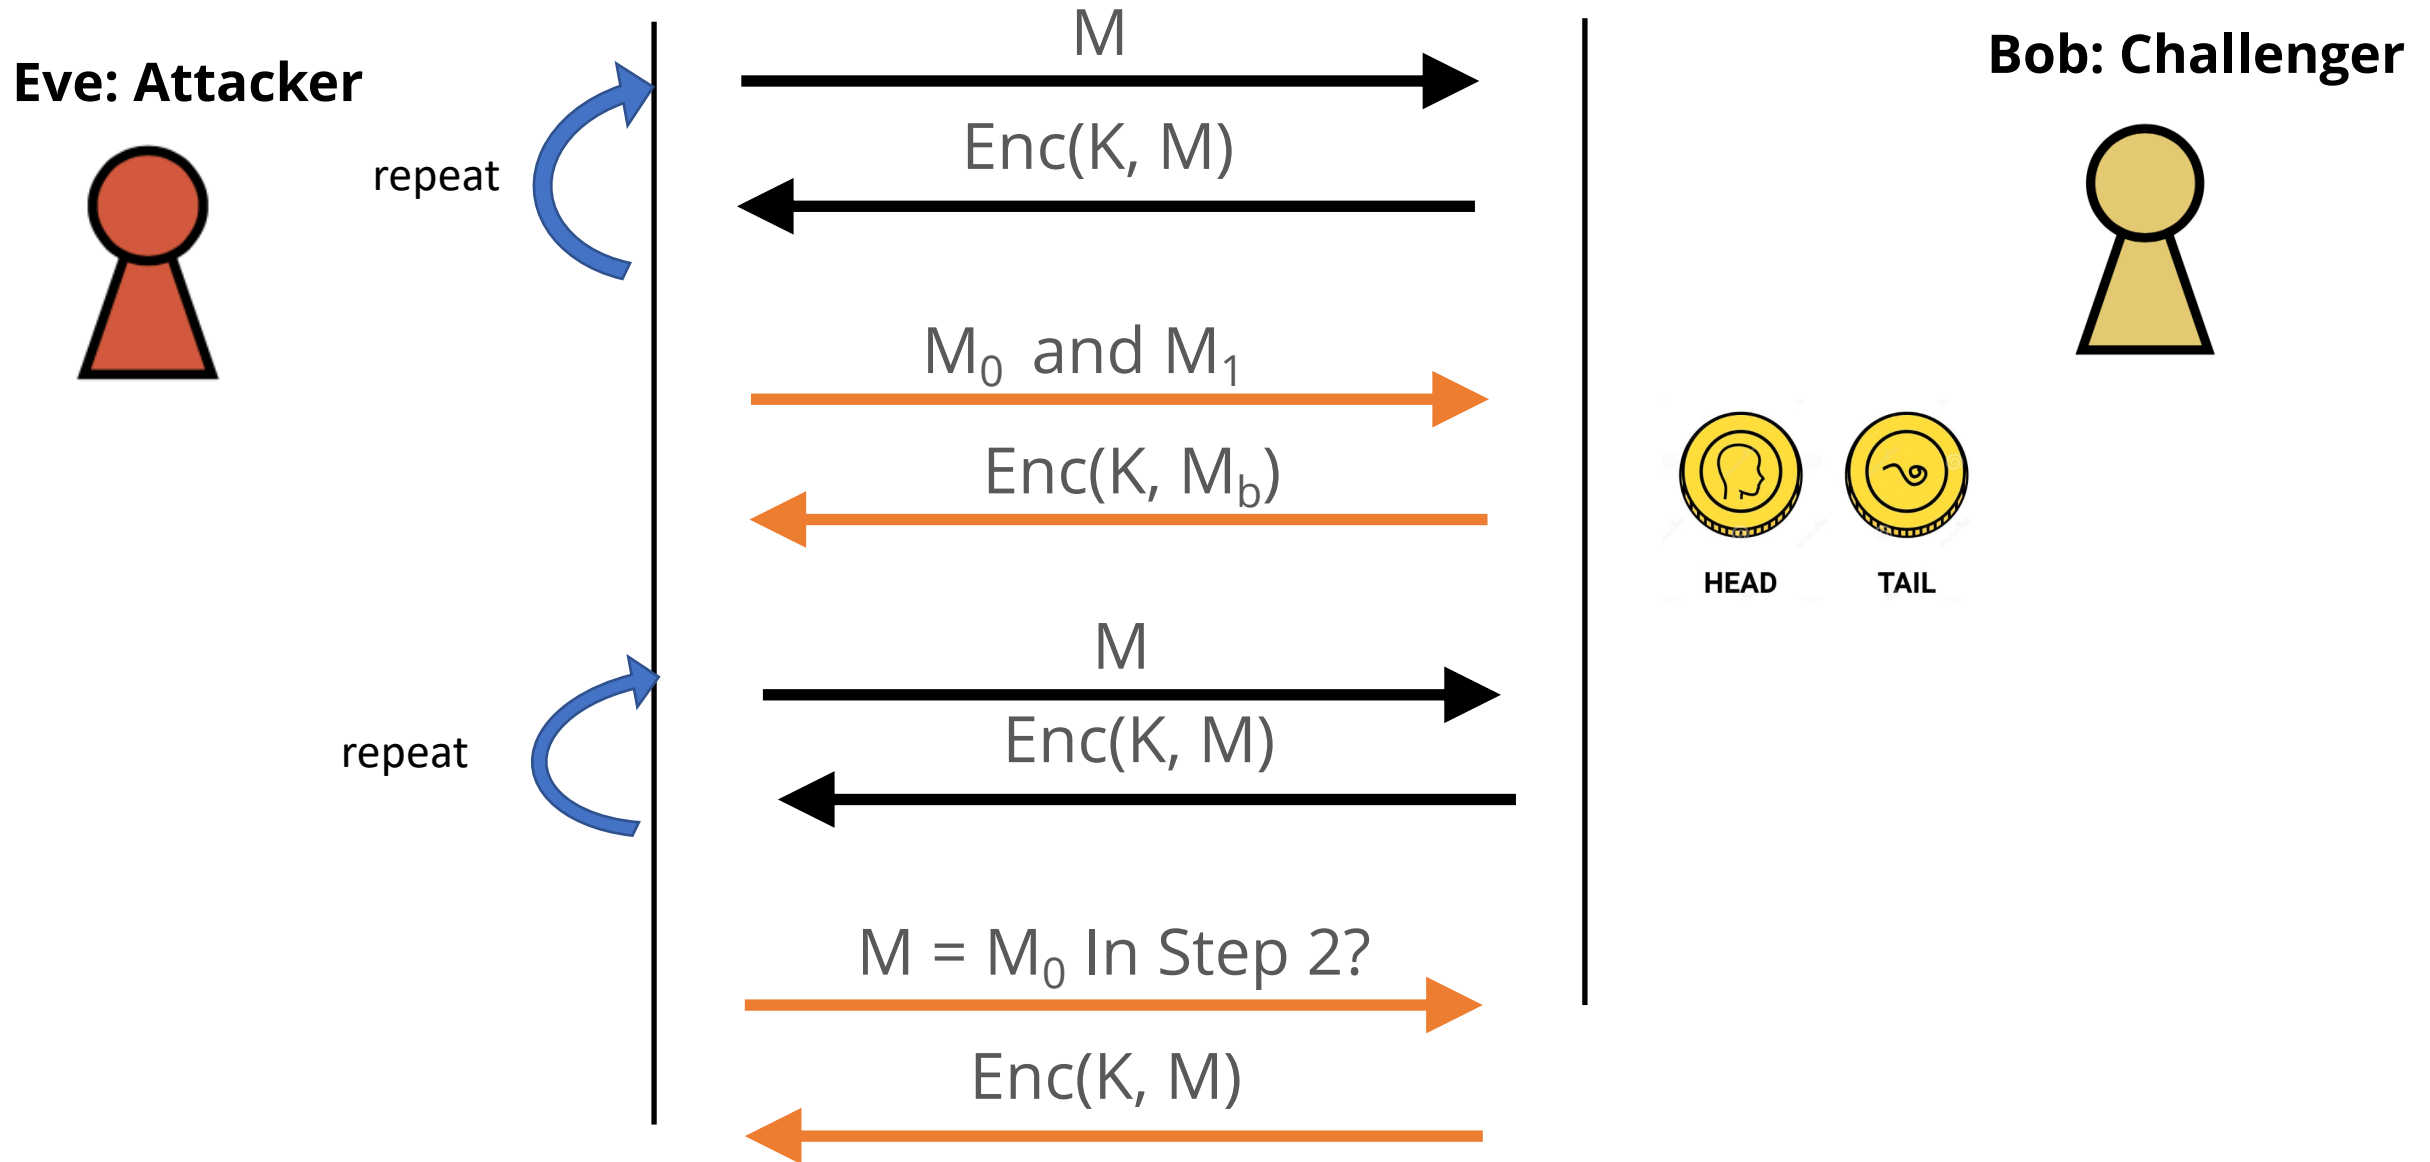 Eve: Attacker
Bob: Challenger
M
Enc(K, M)
repeat
M₀ and M₁
Enc(K, M_b)
HEAD
TAIL
M
Enc(K, M)
repeat
M = M₀ In Step 2?
Enc(K, M)